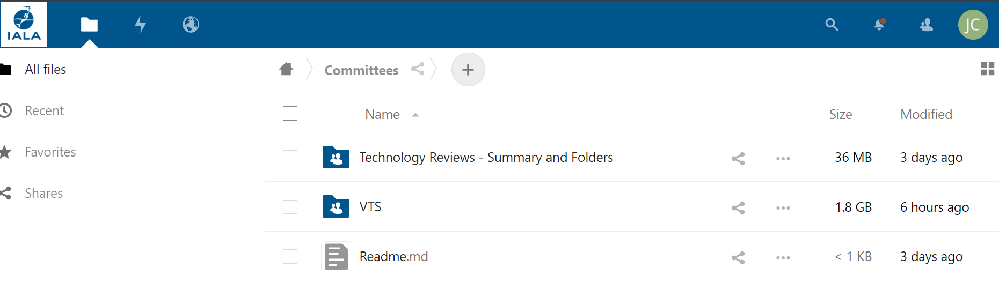 IALA
JC
All files
Recent
Favorites
Shares
Committees
Name Size Modified
Technology Reviews - Summary and Folders 36 MB 3 days ago
VTS 1.8 GB 6 hours ago
Readme.md < 1 KB 3 days ago